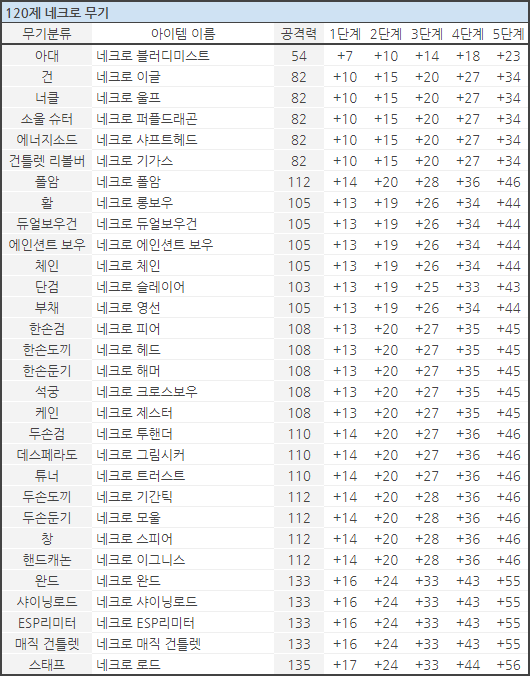 120제 네크로 무기
무기분류 아이템 이름 공격력 1단계 2단계 3단계 4단계 5단계
아대 네크로 블러디미스트 54 +7 +10 +14 +18 +23
건 네크로 이글 82 +10 +15 +20 +27 +34
너클 네크로 울프 82 +10 +15 +20 +27 +34
소울 슈터 네크로 퍼플드래곤 82 +10 +15 +20 +27 +34
에너지소드 네크로 샤프트헤드 82 +10 +15 +20 +27 +34
건틀렛 리볼버 네크로 기가스 82 +10 +15 +20 +27 +34
폴암 네크로 폴암 112 +14 +20 +28 +36 +46
활 네크로 롱보우 105 +13 +19 +26 +34 +44
듀얼보우건 네크로 듀얼보우건 105 +13 +19 +26 +34 +44
에인션트 보우 네크로 에인션트 보우 105 +13 +19 +26 +34 +44
체인 네크로 체인 105 +13 +19 +26 +34 +44
단검 네크로 슬레이어 103 +13 +19 +25 +33 +43
부채 네크로 영선 105 +13 +19 +26 +34 +44
한손검 네크로 피어 108 +13 +20 +27 +35 +45
한손도끼 네크로 헤드 108 +13 +20 +27 +35 +45
한손둔기 네크로 해머 108 +13 +20 +27 +35 +45
석궁 네크로 크로스보우 108 +13 +20 +27 +35 +45
케인 네크로 제스터 108 +13 +20 +27 +35 +45
두손검 네크로 투핸더 110 +14 +20 +27 +36 +46
데스페라도 네크로 그림시커 110 +14 +20 +27 +36 +46
튜너 네크로 트러스트 110 +14 +20 +27 +36 +46
두손도끼 네크로 기간틱 112 +14 +20 +28 +36 +46
두손둔기 네크로 모울 112 +14 +20 +28 +36 +46
창 네크로 스피어 112 +14 +20 +28 +36 +46
핸드캐논 네크로 이그니스 112 +14 +20 +28 +36 +46
완드 네크로 완드 133 +16 +24 +33 +43 +55
샤이닝로드 네크로 샤이닝로드 133 +16 +24 +33 +43 +55
ESP리미터 네크로 ESP리미터 133 +16 +24 +33 +43 +55
매직 건틀렛 네크로 매직 건틀렛 133 +16 +24 +33 +43 +55
스태프 네크로 로드 135 +17 +24 +33 +44 +56